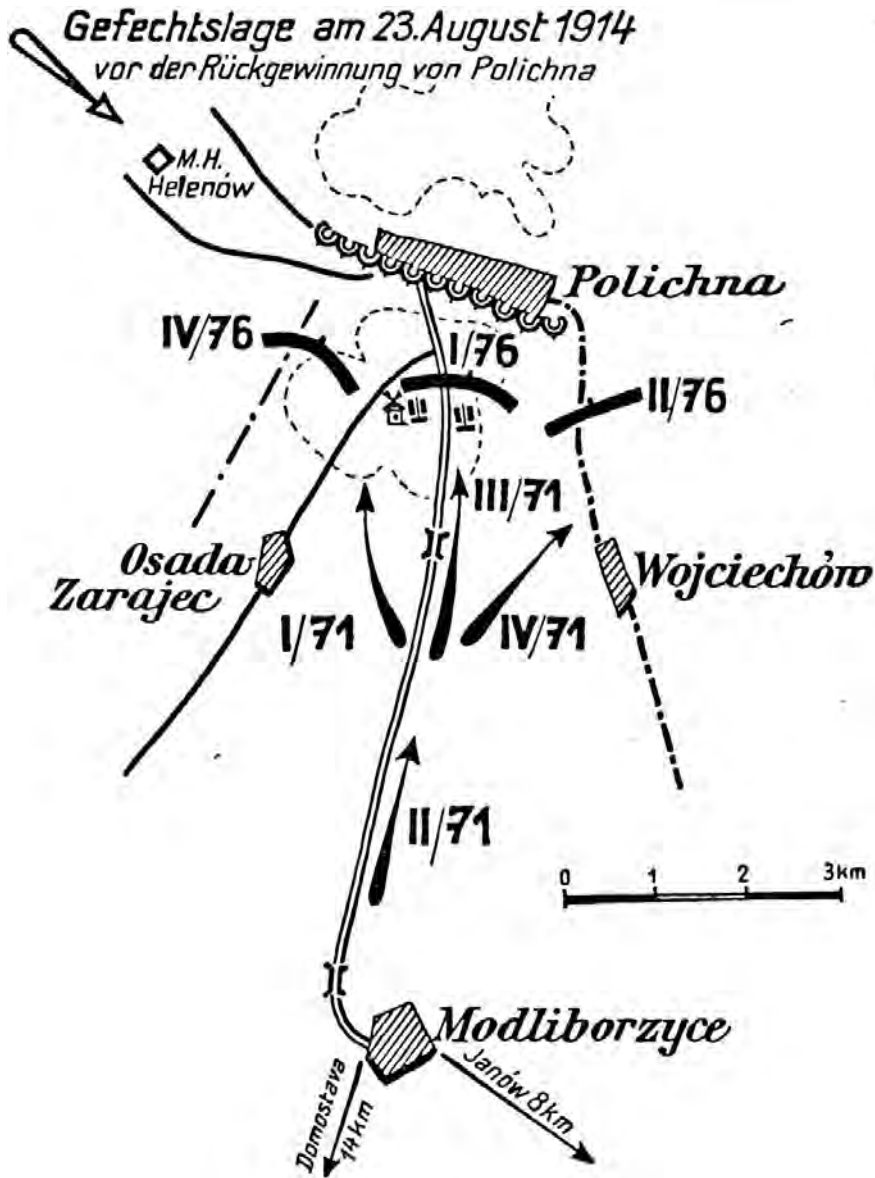 Gefechtslage am 23. August 1914
vor der Rückgewinnung von Polichna
M.H.
Helenów
Polichna
IV/76
I/76
II/76
III/71
Osada
Zarajec
Wojciechów
I/71
IV/71
II/71
0 1 2 3km
Modliborzyce
Domostava
14km
Janów 8km